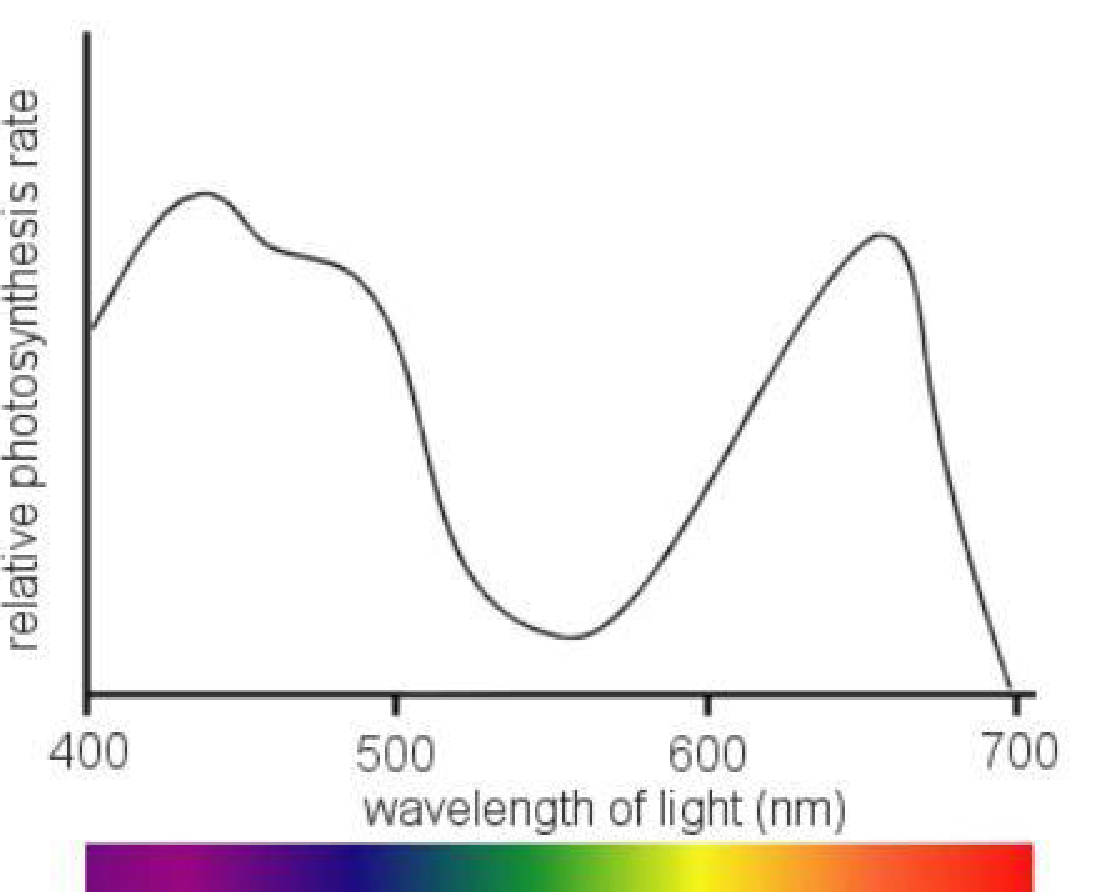 relative photosynthesis rate
400 500 600 700
wavelength of light (nm)